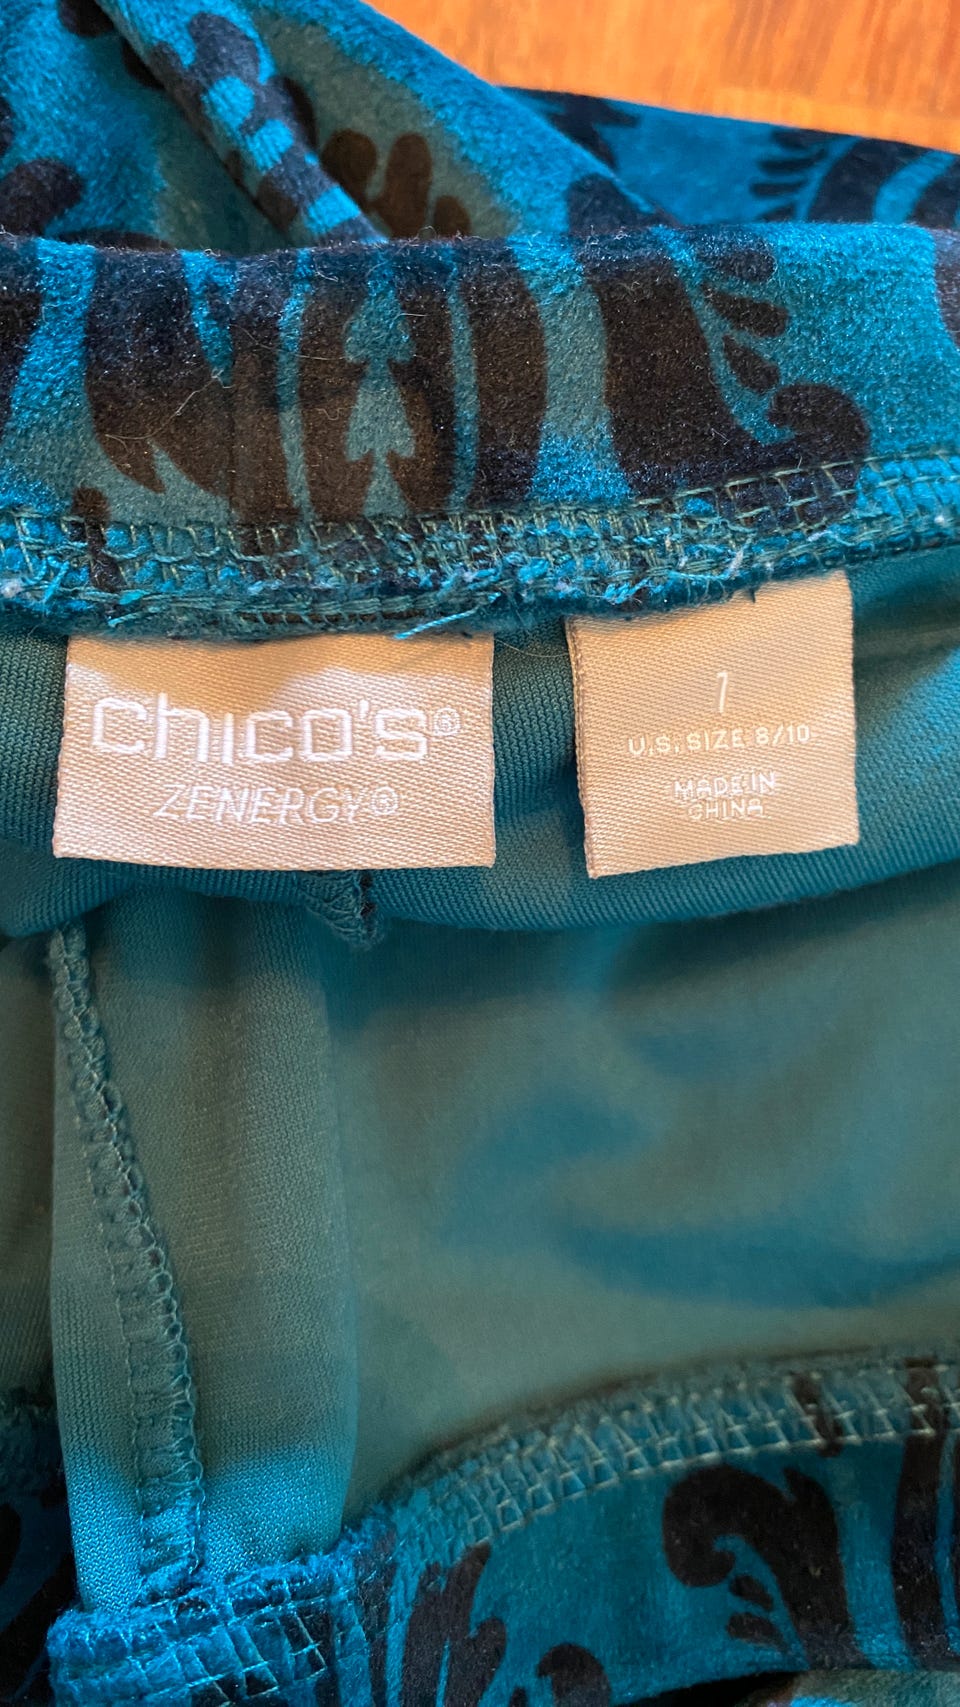 chico's®
ZENERGY®
1
U.S. SIZE 8/10
MADE IN
CHINA